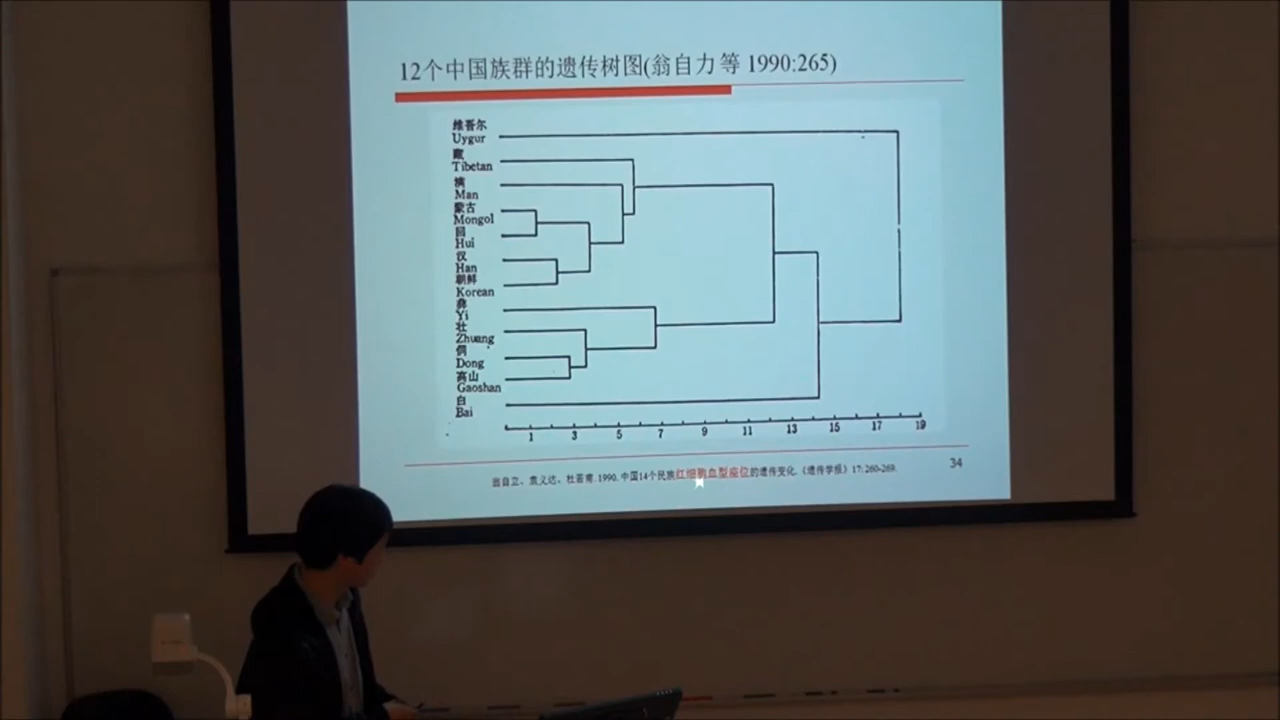 12个中国族群的遗传树图(翁自力等 1990:265)
维吾尔
Uygur
藏
Tibetan
满
Man
蒙古
Mongol
回
Hui
汉
Han
朝鲜
Korean
彝
Yi
壮
Zhuang
侗
Dong
高山
Gaoshan
白
Bai
1 3 5 7 9 11 13 15 17 19
翁自立、袁义达、杜若甫.1990.中国14个民族红细胞血型座位的遗传变化.《遗传学报》17:260-269.
34